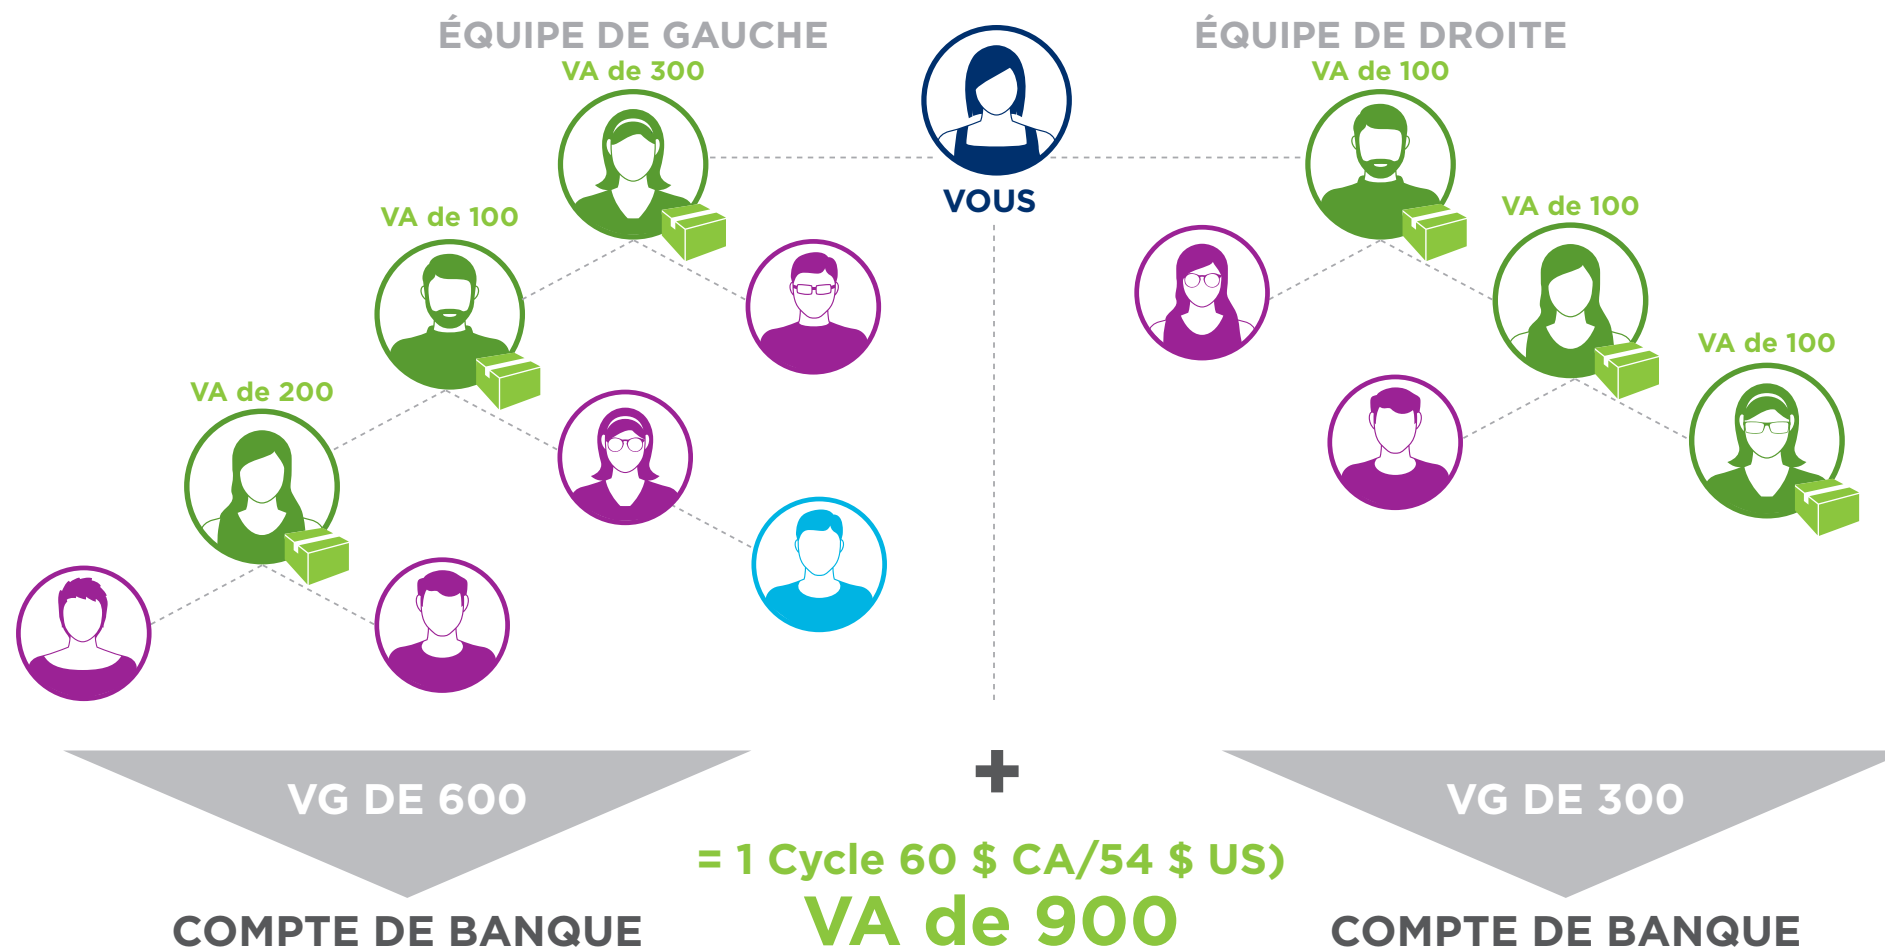 ÉQUIPE DE GAUCHE
VA de 300
VA de 100
VA de 200
VOUS
ÉQUIPE DE DROITE
VA de 100
VA de 100
VA de 100
VG DE 600
COMPTE DE BANQUE
+
= 1 Cycle 60 $ CA/54 $ US)
VA de 900
VG DE 300
COMPTE DE BANQUE